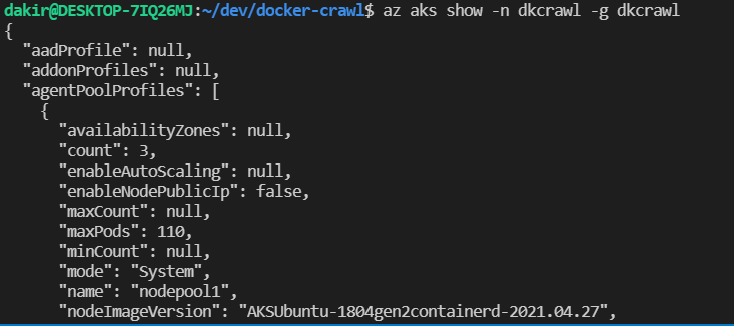 dakir@DESKTOP-7IQ26MJ:~/dev/docker-crawl$ az aks show -n dkcrawl -g dkcrawl
{
  "aadProfile": null,
  "addonProfiles": null,
  "agentPoolProfiles": [
    {
      "availabilityZones": null,
      "count": 3,
      "enableAutoScaling": null,
      "enableNodePublicIp": false,
      "maxCount": null,
      "maxPods": 110,
      "minCount": null,
      "mode": "System",
      "name": "nodepool1",
      "nodeImageVersion": "AKSUbuntu-1804gen2containerd-2021.04.27",